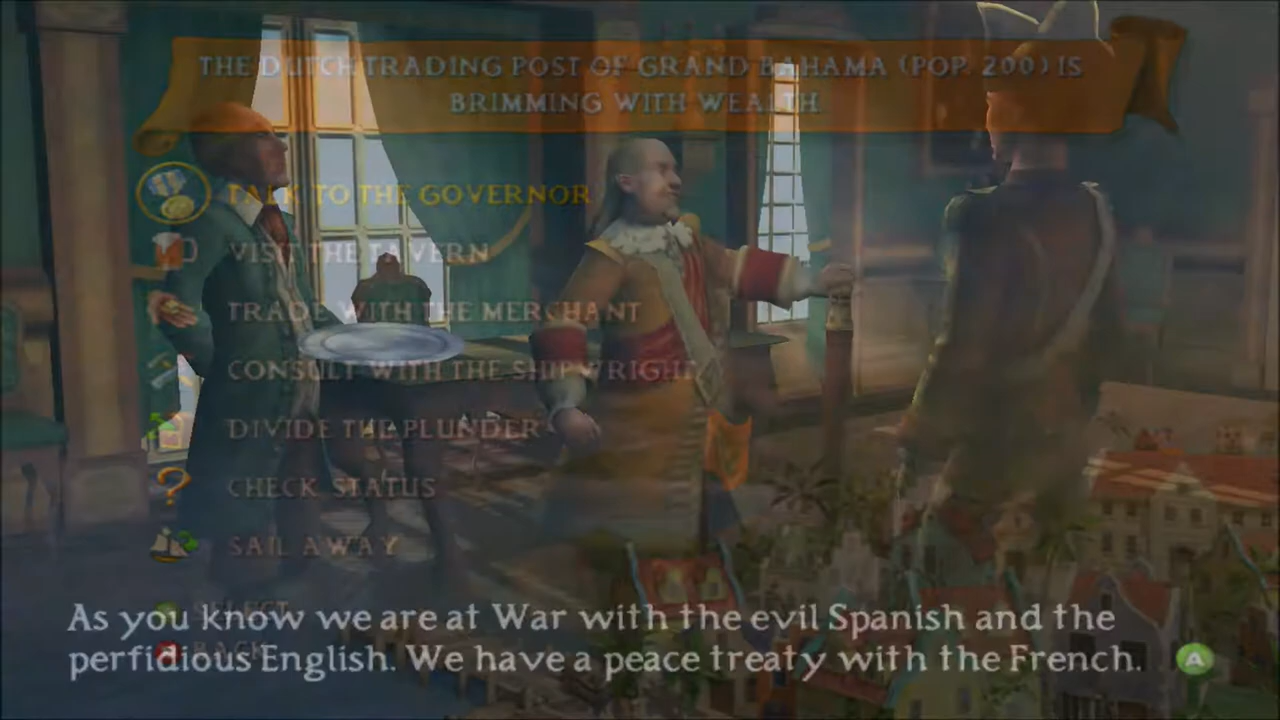 THE DUTCH TRADING POST OF GRAND BAHAMA (POP. 200) IS
BRIMMING WITH WEALTH
TALK TO THE GOVERNOR
VISIT THE TAVERN
TRADE WITH THE MERCHANT
CONSULT WITH THE SHIPWRIGHT
DIVIDE THE PLUNDER
CHECK STATUS
SAIL AWAY
SELECT
BACK
As you know we are at War with the evil Spanish and the
perfidious English. We have a peace treaty with the French.
A